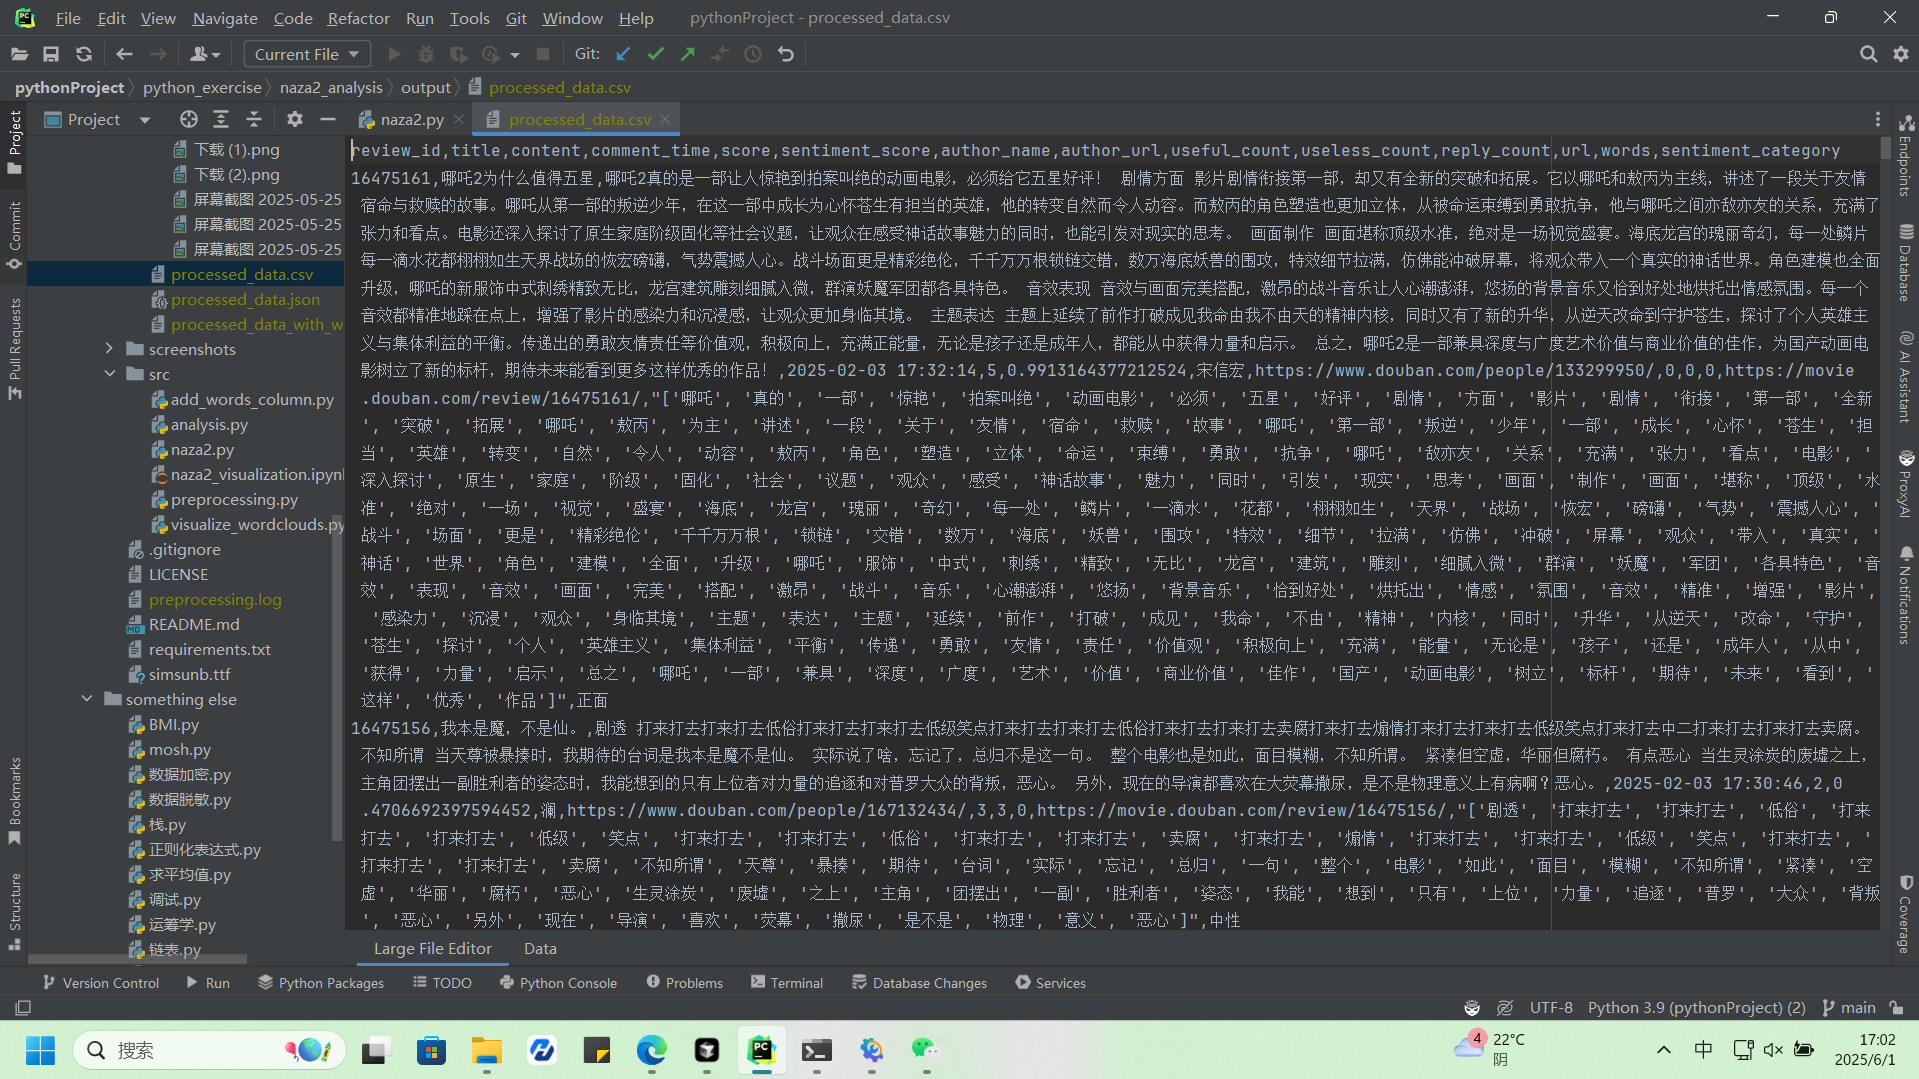 File Edit View Navigate Code Refactor Run Tools Git Window Help pythonProject - processed_data.csv
Current File Git:
pythonProject python_exercise naza2_analysis output processed_data.csv
Project naza2.py processed_data.csv
Project
Commit
Pull Requests
Bookmarks
Structure
下载 (1).png
下载 (2).png
屏幕截图 2025-05-25
屏幕截图 2025-05-25
屏幕截图 2025-05-25
processed_data.csv
processed_data.json
processed_data_with_w
screenshots
src
add_words_column.py
analysis.py
naza2.py
naza2_visualization.ipynl
preprocessing.py
visualize_wordclouds.py
.gitignore
LICENSE
preprocessing.log
README.md
requirements.txt
simsunb.ttf
something else
BMI.py
mosh.py
数据加密.py
数据脱敏.py
栈.py
正则化表达式.py
求平均值.py
调试.py
运筹学.py
链表.py
review_id,title,content,comment_time,score,sentiment_score,author_name,author_url,useful_count,useless_count,reply_count,url,words,sentiment_category
16475161,哪吒2为什么值得五星,哪吒2真的是一部让人惊艳到拍案叫绝的动画电影，必须给它五星好评！ 剧情方面 影片剧情衔接第一部，却又有全新的突破和拓展。它以哪吒和敖丙为主线，讲述了一段关于友情
宿命与救赎的故事。哪吒从第一部的叛逆少年，在这一部中成长为心怀苍生有担当的英雄，他的转变自然而令人动容。而敖丙的角色塑造也更加立体，从被命运束缚到勇敢抗争，他与哪吒之间亦敌亦友的关系，充满了
张力和看点。电影还深入探讨了原生家庭阶级固化等社会议题，让观众在感受神话故事魅力的同时，也能引发对现实的思考。 画面制作 画面堪称顶级水准，绝对是一场视觉盛宴。海底龙宫的瑰丽奇幻，每一处鳞片
每一滴水花都栩栩如生天界战场的恢宏磅礴，气势震撼人心。战斗场面更是精彩绝伦，千千万万根锁链交错，数万海底妖兽的围攻，特效细节拉满，仿佛能冲破屏幕，将观众带入一个真实的神话世界。角色建模也全面
升级，哪吒的新服饰中式刺绣精致无比，龙宫建筑雕刻细腻入微，群演妖魔军团都各具特色。 音效表现 音效与画面完美搭配，激昂的战斗音乐让人心潮澎湃，悠扬的背景音乐又恰到好处地烘托出情感氛围。每一个
音效都精准地踩在点上，增强了影片的感染力和沉浸感，让观众更加身临其境。 主题表达 主题上延续了前作打破成见我命由我不由天的精神内核，同时又有了新的升华，从逆天改命到守护苍生，探讨了个人英雄主
义与集体利益的平衡。传递出的勇敢友情责任等价值观，积极向上，充满正能量，无论是孩子还是成年人，都能从中获得力量和启示。 总之，哪吒2是一部兼具深度与广度艺术价值与商业价值的佳作，为国产动画电
影树立了新的标杆，期待未来能看到更多这样优秀的作品！,2025-02-03 17:32:14,5,0.9913164377212524,宋信宏,https://www.douban.com/people/133299950/,0,0,0,https://movie
.douban.com/review/16475161/,"['哪吒', '真的', '一部', '惊艳', '拍案叫绝', '动画电影', '必须', '五星', '好评', '剧情', '方面', '影片', '剧情', '衔接', '第一部', '全新
', '突破', '拓展', '哪吒', '敖丙', '为主', '讲述', '一段', '关于', '友情', '宿命', '救赎', '故事', '哪吒', '第一部', '叛逆', '少年', '一部', '成长', '心怀', '苍生', '担
当', '英雄', '转变', '自然', '令人', '动容', '敖丙', '角色', '塑造', '立体', '命运', '束缚', '勇敢', '抗争', '哪吒', '敌亦友', '关系', '充满', '张力', '看点', '电影', '
深入探讨', '原生', '家庭', '阶级', '固化', '社会', '议题', '观众', '感受', '神话故事', '魅力', '同时', '引发', '现实', '思考', '画面', '制作', '画面', '堪称', '顶级', '水
准', '绝对', '一场', '视觉', '盛宴', '海底', '龙宫', '瑰丽', '奇幻', '每一处', '鳞片', '一滴水', '花都', '栩栩如生', '天界', '战场', '恢宏', '磅礴', '气势', '震撼人心', '
战斗', '场面', '更是', '精彩绝伦', '千千万万根', '锁链', '交错', '数万', '海底', '妖兽', '围攻', '特效', '细节', '拉满', '仿佛', '冲破', '屏幕', '观众', '带入', '真实', '
神话', '世界', '角色', '建模', '全面', '升级', '哪吒', '服饰', '中式', '刺绣', '精致', '无比', '龙宫', '建筑', '雕刻', '细腻入微', '群演', '妖魔', '军团', '各具特色', '音
效', '表现', '音效', '画面', '完美', '搭配', '激昂', '战斗', '音乐', '心潮澎湃', '悠扬', '背景音乐', '恰到好处', '烘托出', '情感', '氛围', '音效', '精准', '增强', '影片',
'感染力', '沉浸', '观众', '身临其境', '主题', '表达', '主题', '延续', '前作', '打破', '成见', '我命', '不由', '精神', '内核', '同时', '升华', '从逆天', '改命', '守护',
'苍生', '探讨', '个人', '英雄主义', '集体利益', '平衡', '传递', '勇敢', '友情', '责任', '价值观', '积极向上', '充满', '能量', '无论是', '孩子', '还是', '成年人', '从中',
'获得', '力量', '启示', '总之', '哪吒', '一部', '兼具', '深度', '广度', '艺术', '价值', '商业价值', '佳作', '国产', '动画电影', '树立', '标杆', '期待', '未来', '看到', '
这样', '优秀', '作品']",正面
16475156,我本是魔，不是仙。,剧透 打来打去打来打去低俗打来打去打来打去低级笑点打来打去打来打去低俗打来打去打来打去卖腐打来打去煽情打来打去打来打去低级笑点打来打去中二打来打去打来打去卖腐。
不知所谓 当天尊被暴揍时，我期待的台词是我本是魔不是仙。 实际说了啥，忘记了，总归不是这一句。 整个电影也是如此，面目模糊，不知所谓。 紧凑但空虚，华丽但腐朽。 有点恶心 当生灵涂炭的废墟之上，
主角团摆出一副胜利者的姿态时，我能想到的只有上位者对力量的追逐和对普罗大众的背叛，恶心。 另外，现在的导演都喜欢在大荧幕撒尿，是不是物理意义上有病啊？恶心。,2025-02-03 17:30:46,2,0
.4706692397594452,澜,https://www.douban.com/people/167132434/,3,3,0,https://movie.douban.com/review/16475156/,"['剧透', '打来打去', '打来打去', '低俗', '打来
打去', '打来打去', '低级', '笑点', '打来打去', '打来打去', '低俗', '打来打去', '打来打去', '卖腐', '打来打去', '煽情', '打来打去', '打来打去', '低级', '笑点', '打来打去', '
打来打去', '打来打去', '卖腐', '不知所谓', '天尊', '暴揍', '期待', '台词', '实际', '忘记', '总归', '一句', '整个', '电影', '如此', '面目', '模糊', '不知所谓', '紧凑', '空
虚', '华丽', '腐朽', '恶心', '生灵涂炭', '废墟', '之上', '主角', '团摆出', '一副', '胜利者', '姿态', '我能', '想到', '只有', '上位', '力量', '追逐', '普罗', '大众', '背叛
', '恶心', '另外', '现在', '导演', '喜欢', '荧幕', '撒尿', '是不是', '物理', '意义', '恶心']",中性
Endpoints
Database
AI Assistant
ProxyAI
Notifications
Coverage
Large File Editor Data
Version Control Run Python Packages TODO Python Console Problems Terminal Database Changes Services
UTF-8 Python 3.9 (pythonProject) (2) main
搜索
4 22°C
阴
中
17:02
2025/6/1